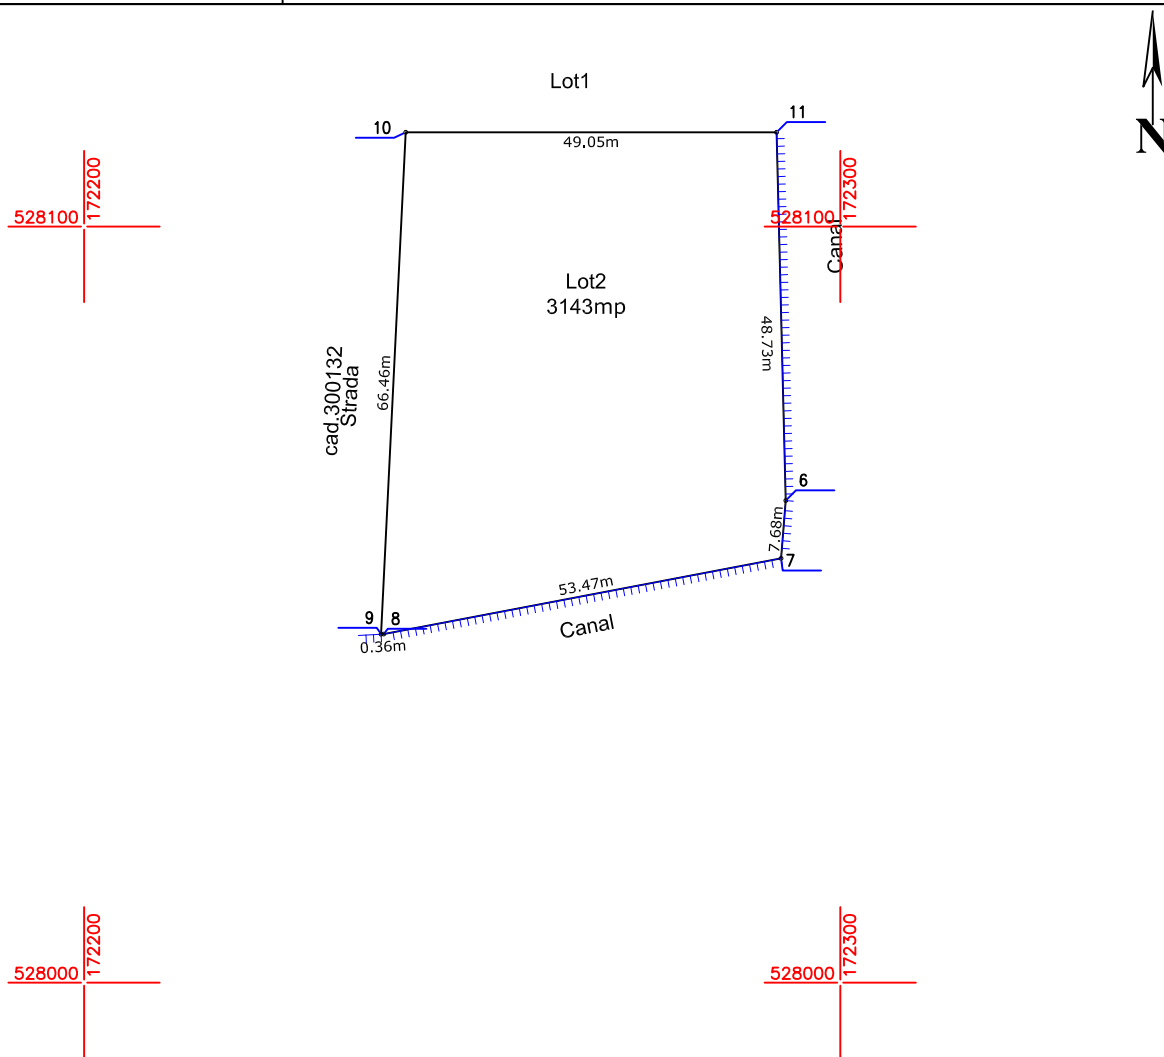 Lot1
N
10
11
49.05m
172200
172300
528100
528100
Canal
Lot2
3143mp
48.73m
cad.300132
Strada
66.46m
6
7.68m
7
53.47m
9
8
0.36m
Canal
172200
172300
528000
528000